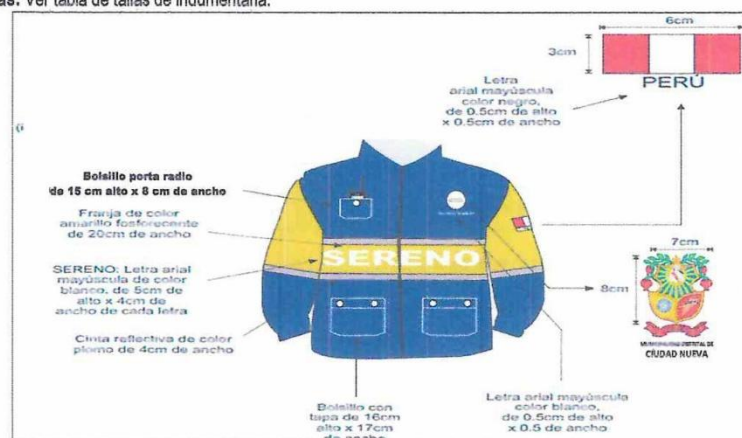 Ver tabla de tallas de indumentaria.
6cm
3cm
PERÚ
Letra
arial mayúscula
color negro,
de 0.5cm de alto
x 0.5cm de ancho
Bolsillo porta radio
de 15 cm alto x 8 cm de ancho
Franja de color
amarillo fosforecente
de 20cm de ancho
SERENO: Letra arial
mayúscula de color
blanco, de 5cm de
alto x 4cm de
ancho de cada letra
Cinta reflectiva de color
plomo de 4cm de ancho
SERENO
7cm
8cm
MUNICIPALIDAD DISTRITAL DE
CIUDAD NUEVA
Bolsillo con
tapa de 16cm
alto x 17cm
de ancho
Letra arial mayúscula
color blanco,
de 0.5cm de alto
x 0.5 de ancho